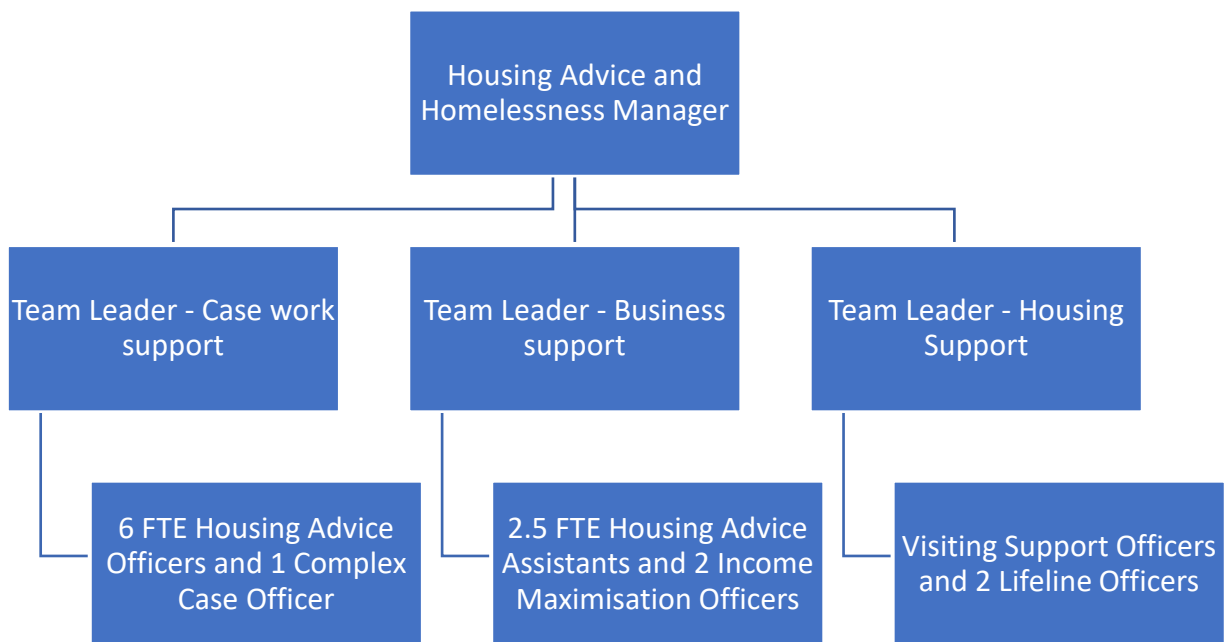 Housing Advice and
Homelessness Manager
Team Leader - Case work
support
Team Leader - Business
support
Team Leader - Housing
Support
6 FTE Housing Advice
Officers and 1 Complex
Case Officer
2.5 FTE Housing Advice
Assistants and 2 Income
Maximisation Officers
Visiting Support Officers
and 2 Lifeline Officers